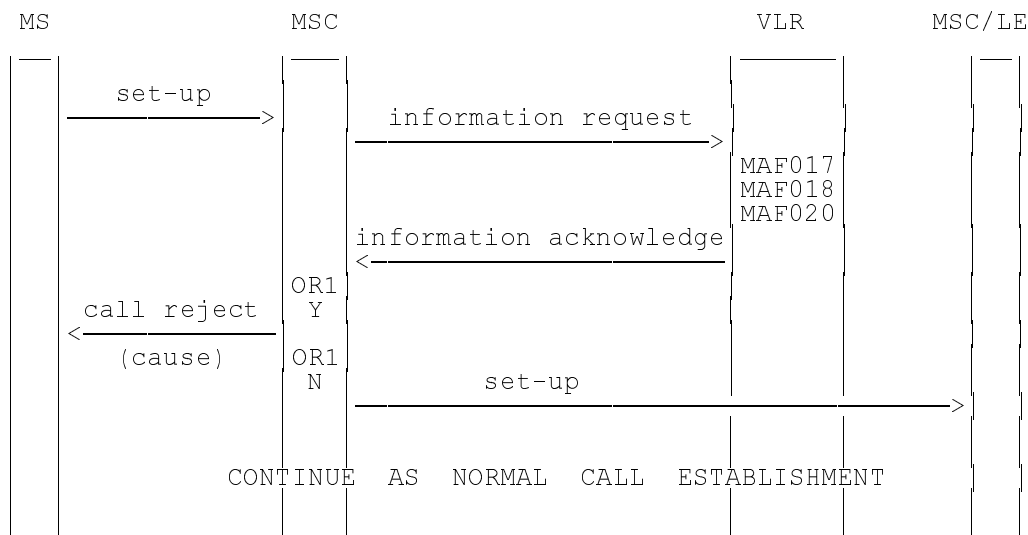 MS MSC VLR MSC/LE
set-up
information request
MAF017
MAF018
MAF020
information acknowledge
OR1
Y
call reject
(cause)
OR1
N
set-up
CONTINUE AS NORMAL CALL ESTABLISHMENT